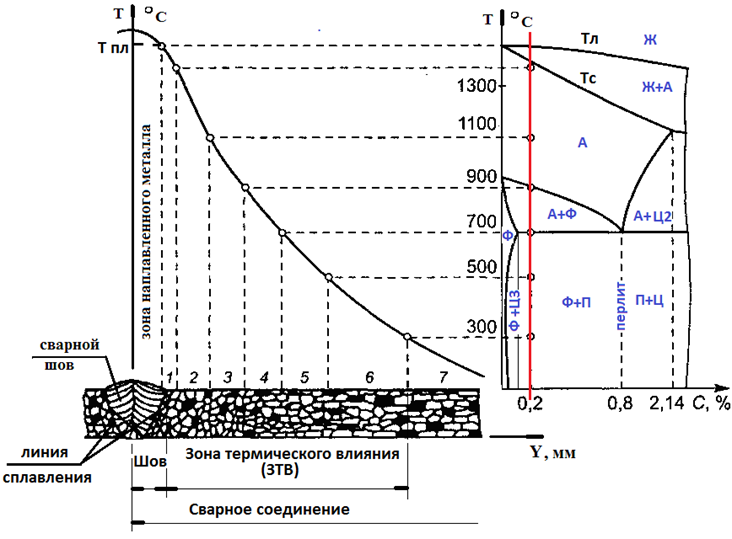 Т °С
Т пл
зона наплавленного металла
сварной
шов
1 2 3 4 5 6 7
линия
сплавления
Шов
Зона термического влияния
(ЗТВ)
Сварное соединение
Y, мм
Т °С
1300
1100
900
700
500
300
Тл
Ж
Тс
Ж+А
А
А+Ф
А+Ц2
Ф
Ф+Ц3
Ф+П
перлит
П+Ц
0,2
0,8
2,14
С, %